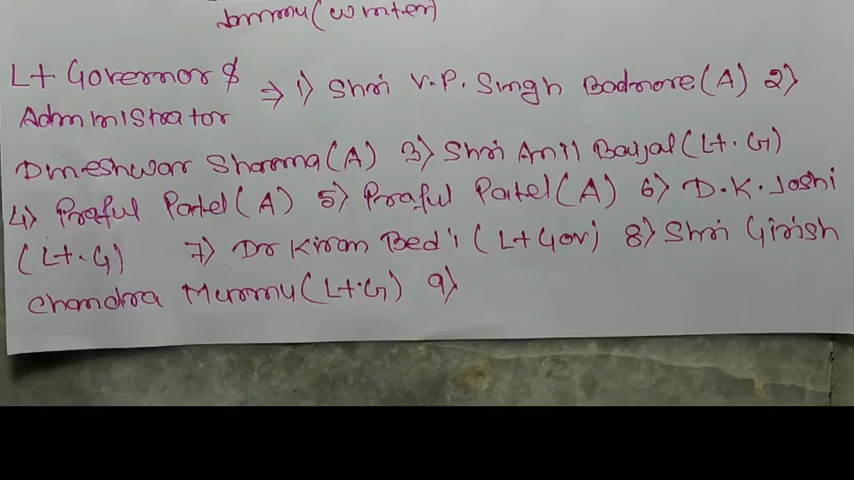 Jammu(winter)
Lt Governor $ ⇒ 1) Shri V.P. Singh Badnore(A) 2)
Administrator
Dineshwar Sharma(A) 3) Shri Anil Baijal(Lt.G)
4) Praful Patel(A) 5) Praful Patel(A) 6) D.K.Joshi
(Lt.G) 7) Dr Kiran Bedi (Lt Gov) 8) Shri Girish
Chandra Murmu(Lt.G) 9)